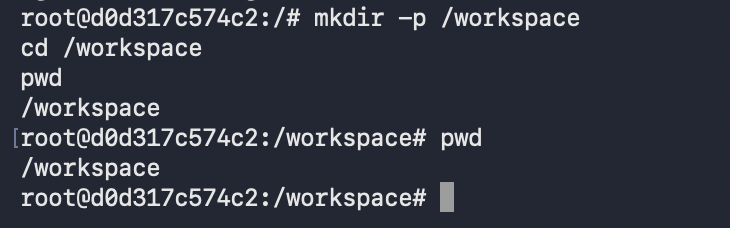 root@d0d317c574c2:/# mkdir -p /workspace
cd /workspace
pwd
/workspace
[root@d0d317c574c2:/workspace# pwd
/workspace
root@d0d317c574c2:/workspace#